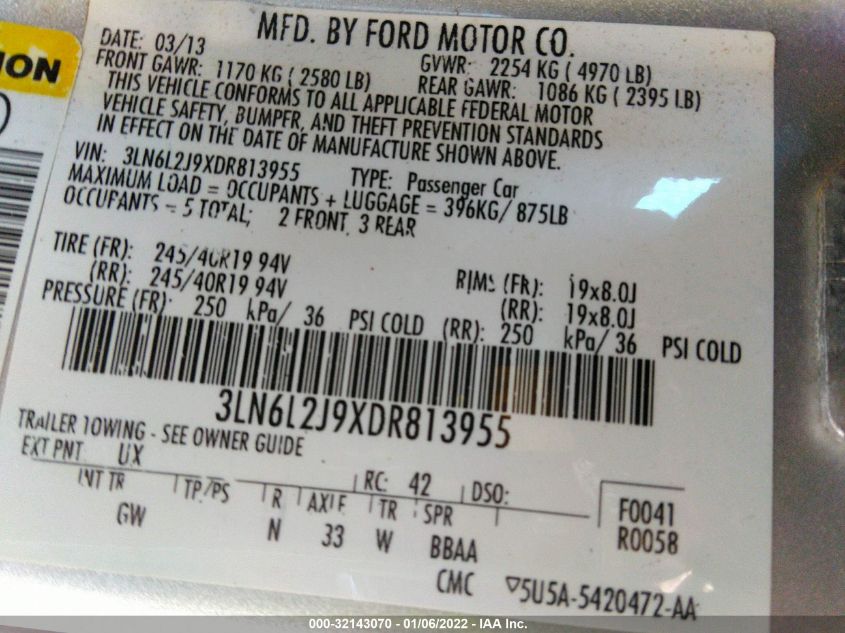 ION
MFD. BY FORD MOTOR CO.
DATE: 03/13 GVWR: 2254 KG ( 4970 LB)
FRONT GAWR: 1170 KG ( 2580 LB) REAR GAWR: 1086 KG ( 2395 LB)
THIS VEHICLE CONFORMS TO ALL APPLICABLE FEDERAL MOTOR
VEHICLE SAFETY, BUMPER, AND THEFT PREVENTION STANDARDS
IN EFFECT ON THE DATE OF MANUFACTURE SHOWN ABOVE.
VIN: 3LN6L2J9XDR813955 TYPE: Passenger Car
MAXIMUM LOAD = OCCUPANTS + LUGGAGE = 396KG/ 875LB
OCCUPANTS = 5 TOTAL; 2 FRONT, 3 REAR
TIRE (FR): 245/40R19 94V RIMS (FR): 19x8.0J
(RR): 245/40R19 94V (RR): 19x8.0J
PRESSURE (FR): 250 kPa/ 36 PSI COLD (RR): 250 kPa/ 36 PSI COLD
3LN6L2J9XDR813955
TRAILER TOWING - SEE OWNER GUIDE
EXT PNT UX RC: 42 DSO:
INT TR TP/PS R AXLE TR SPR F0041
GW N 33 W BBAA R0058
CMC 5U5A-5420472-AA
000-32143070 - 01/06/2022 - IAA Inc.